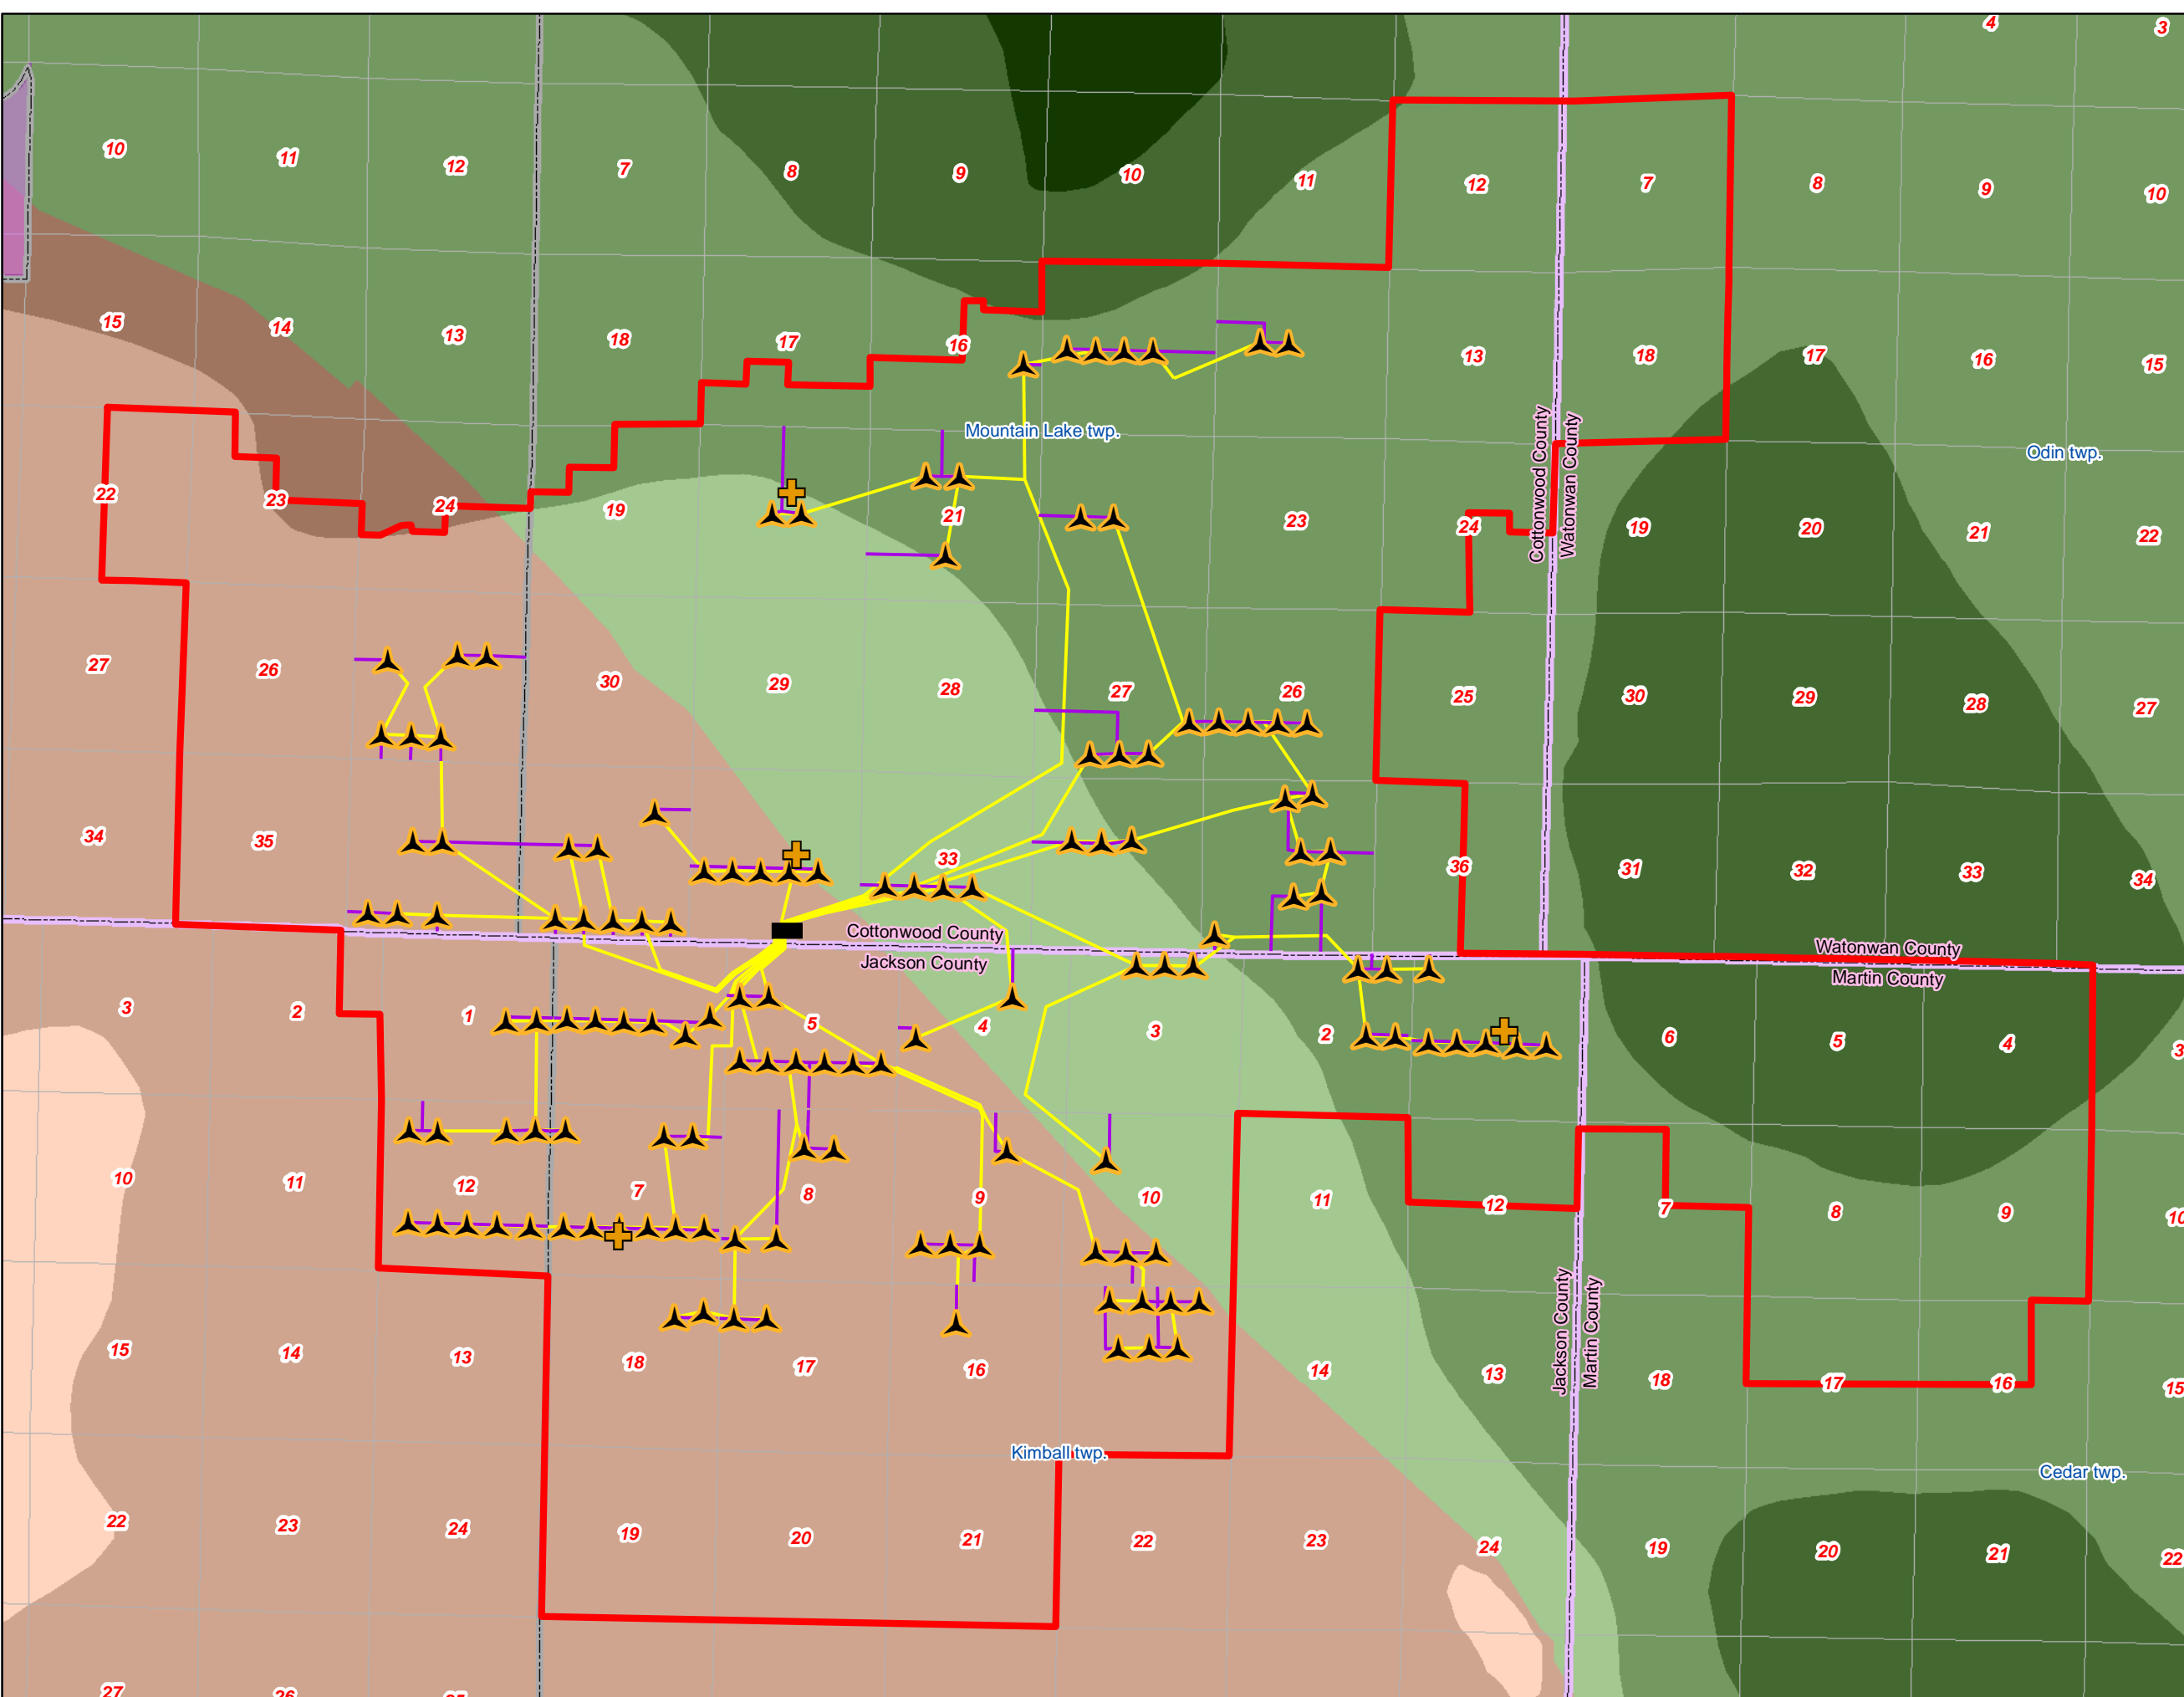 4 3
10 11 12 7 8 9 10 11 12 7 8 9 10
15 14 13 18 17 16 13 18 17 16 15
Mountain Lake twp.
Cottonwood County
Watonwan County
Odin twp.
22 23 24 19 21 23 24 19 20 21 22
27 26 30 29 28 27 26 25 30 29 28 27
34 35 33 36 31 32 33 34
Cottonwood County
Jackson County
Watonwan County
Martin County
3 2 1 5 4 3 2 6 5 4 3
10 11 12 7 8 9 10 11 12 7 8 9 10
Jackson County
Martin County
15 14 13 18 17 16 14 13 18 17 16 15
Kimball twp.
Cedar twp.
22 23 24 19 20 21 22 23 24 19 20 21 22
27 26